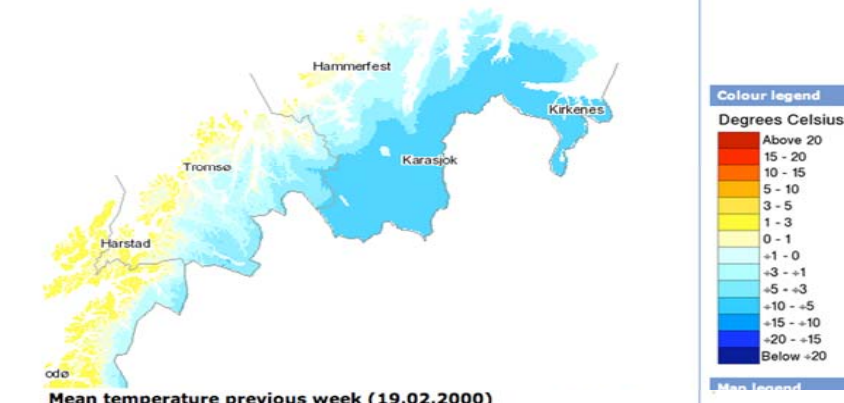 Hammerfest
Kirkenes
Karasjok
Tromsø
Harstad
odø
Mean temperature previous week (19.02.2000)
Colour legend
Degrees Celsius
Above 20
15 - 20
10 - 15
5 - 10
3 - 5
1 - 3
0 - 1
÷1 - 0
÷3 - ÷1
÷5 - ÷3
÷10 - ÷5
÷15 - ÷10
÷20 - ÷15
Below ÷20
Map legend